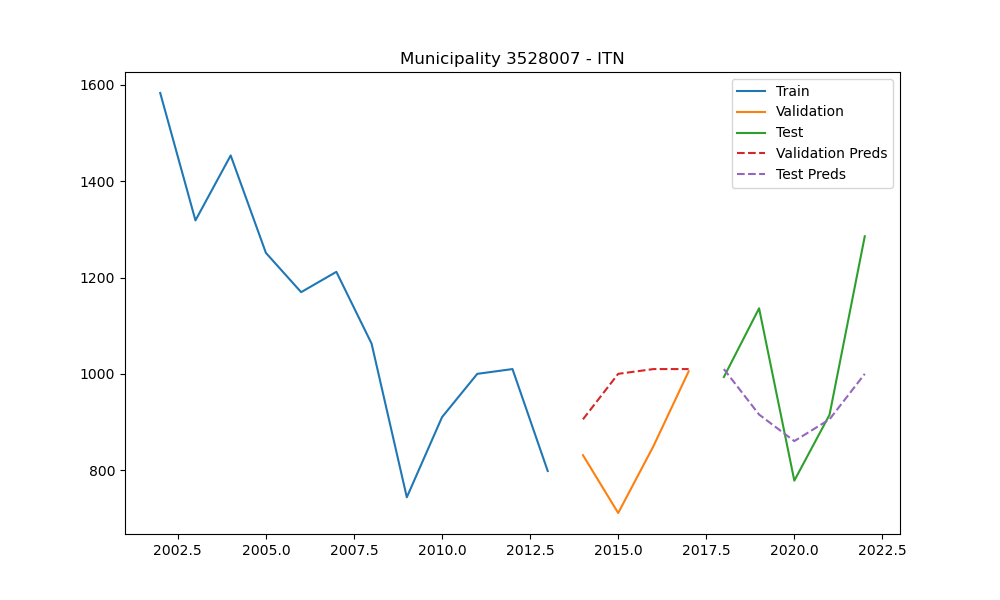 Municipality 3528007 - ITN
1600
1400
1200
1000
800
Train
Validation
Test
Validation Preds
Test Preds
2002.5 2005.0 2007.5 2010.0 2012.5 2015.0 2017.5 2020.0 2022.5